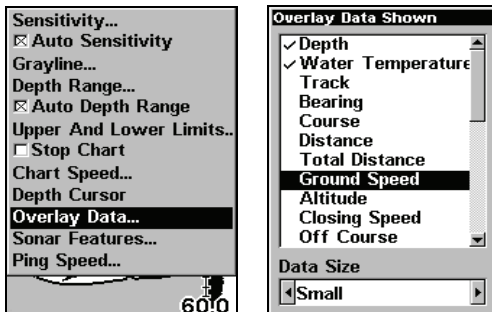 Sensitivity...
Auto Sensitivity
Grayline...
Depth Range...
Auto Depth Range
Upper And Lower Limits..
Stop Chart
Chart Speed...
Depth Cursor
Overlay Data...
Sonar Features...
Ping Speed...
60.0
Overlay Data Shown
Depth
Water Temperature
Track
Bearing
Course
Distance
Total Distance
Ground Speed
Altitude
Closing Speed
Off Course
Data Size
Small